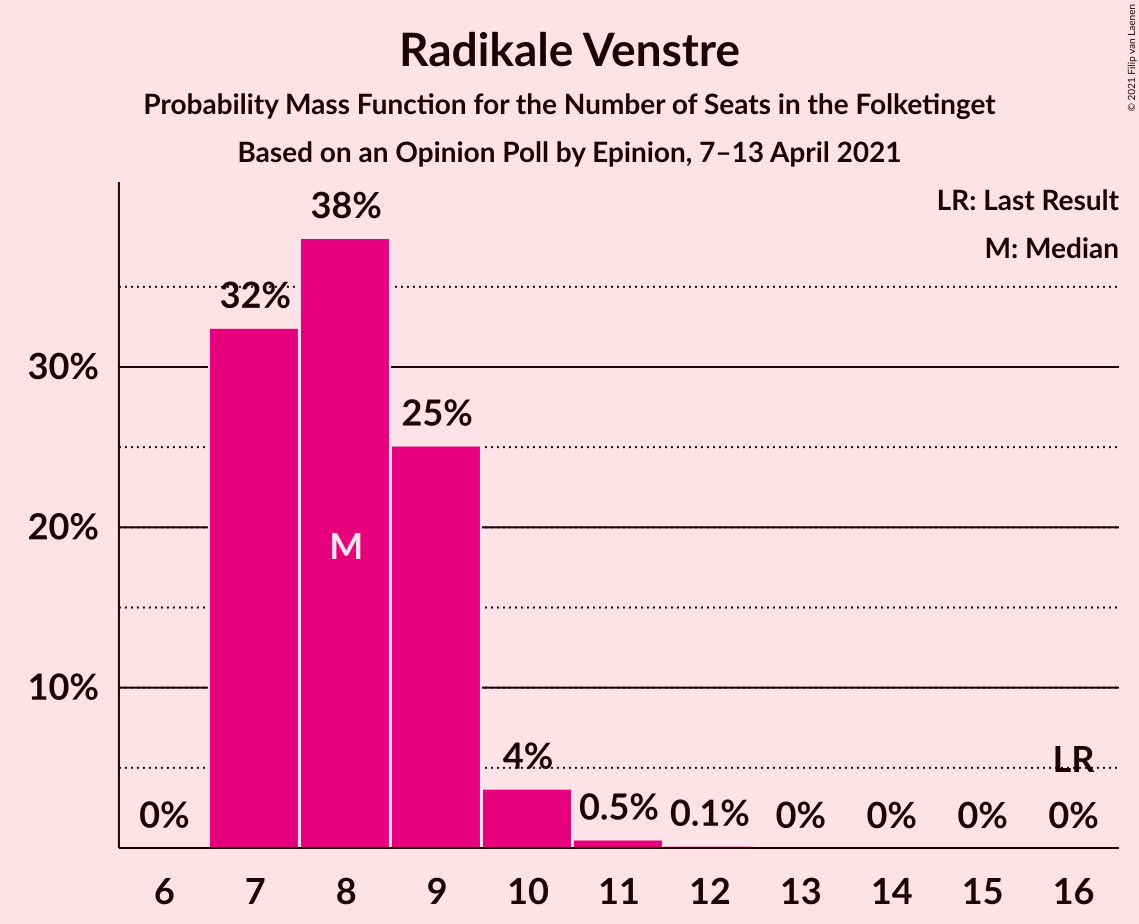 Radikale Venstre
Probability Mass Function for the Number of Seats in the Folketinget
Based on an Opinion Poll by Epinion, 7–13 April 2021
© 2021 Filip van Laenen
LR: Last Result
M: Median
38%
32%
30%
25%
20%
M
10%
4%
LR
0%
0.5%
0.1%
0%
0%
0%
0%
6 7 8 9 10 11 12 13 14 15 16